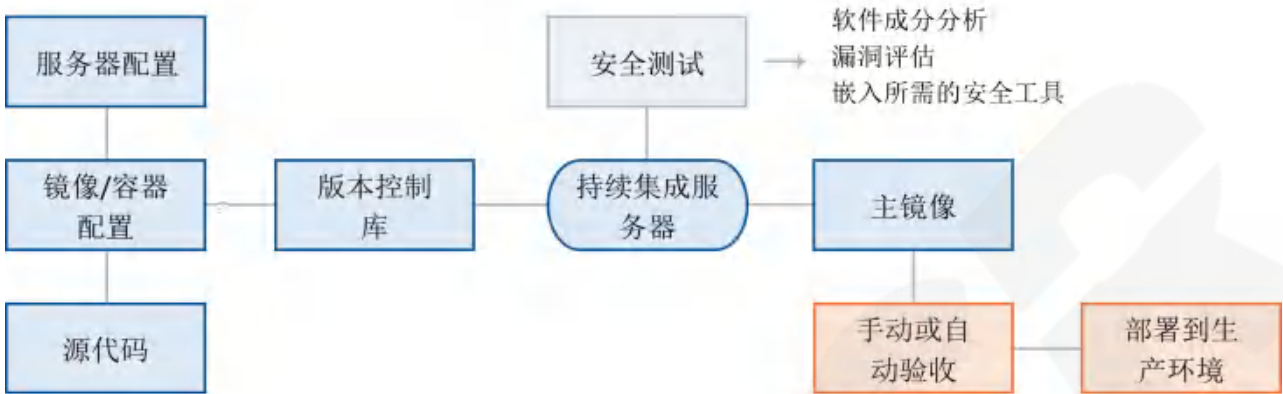 服务器配置
安全测试
软件成分分析
漏洞评估
嵌入所需的安全工具
镜像/容器
配置
版本控制
库
持续集成服
务器
主镜像
源代码
手动或自
动验收
部署到生
产环境